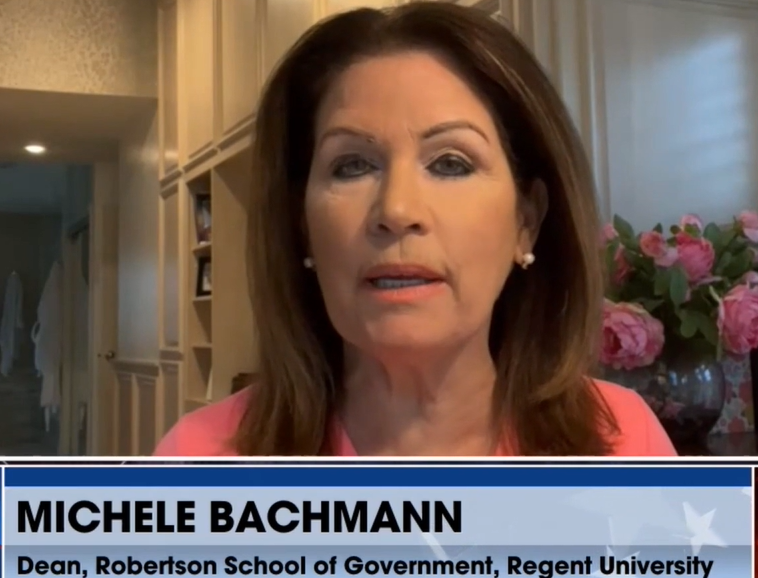 MICHELE BACHMANN
Dean, Robertson School of Government, Regent University